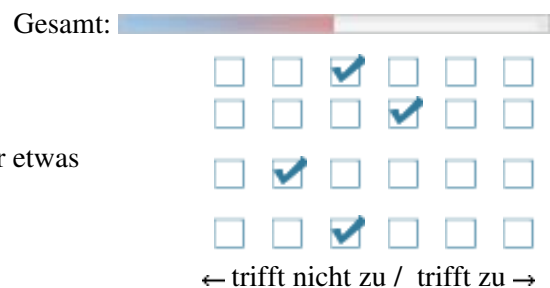 Gesamt:
etwas
← trifft nicht zu / trifft zu →